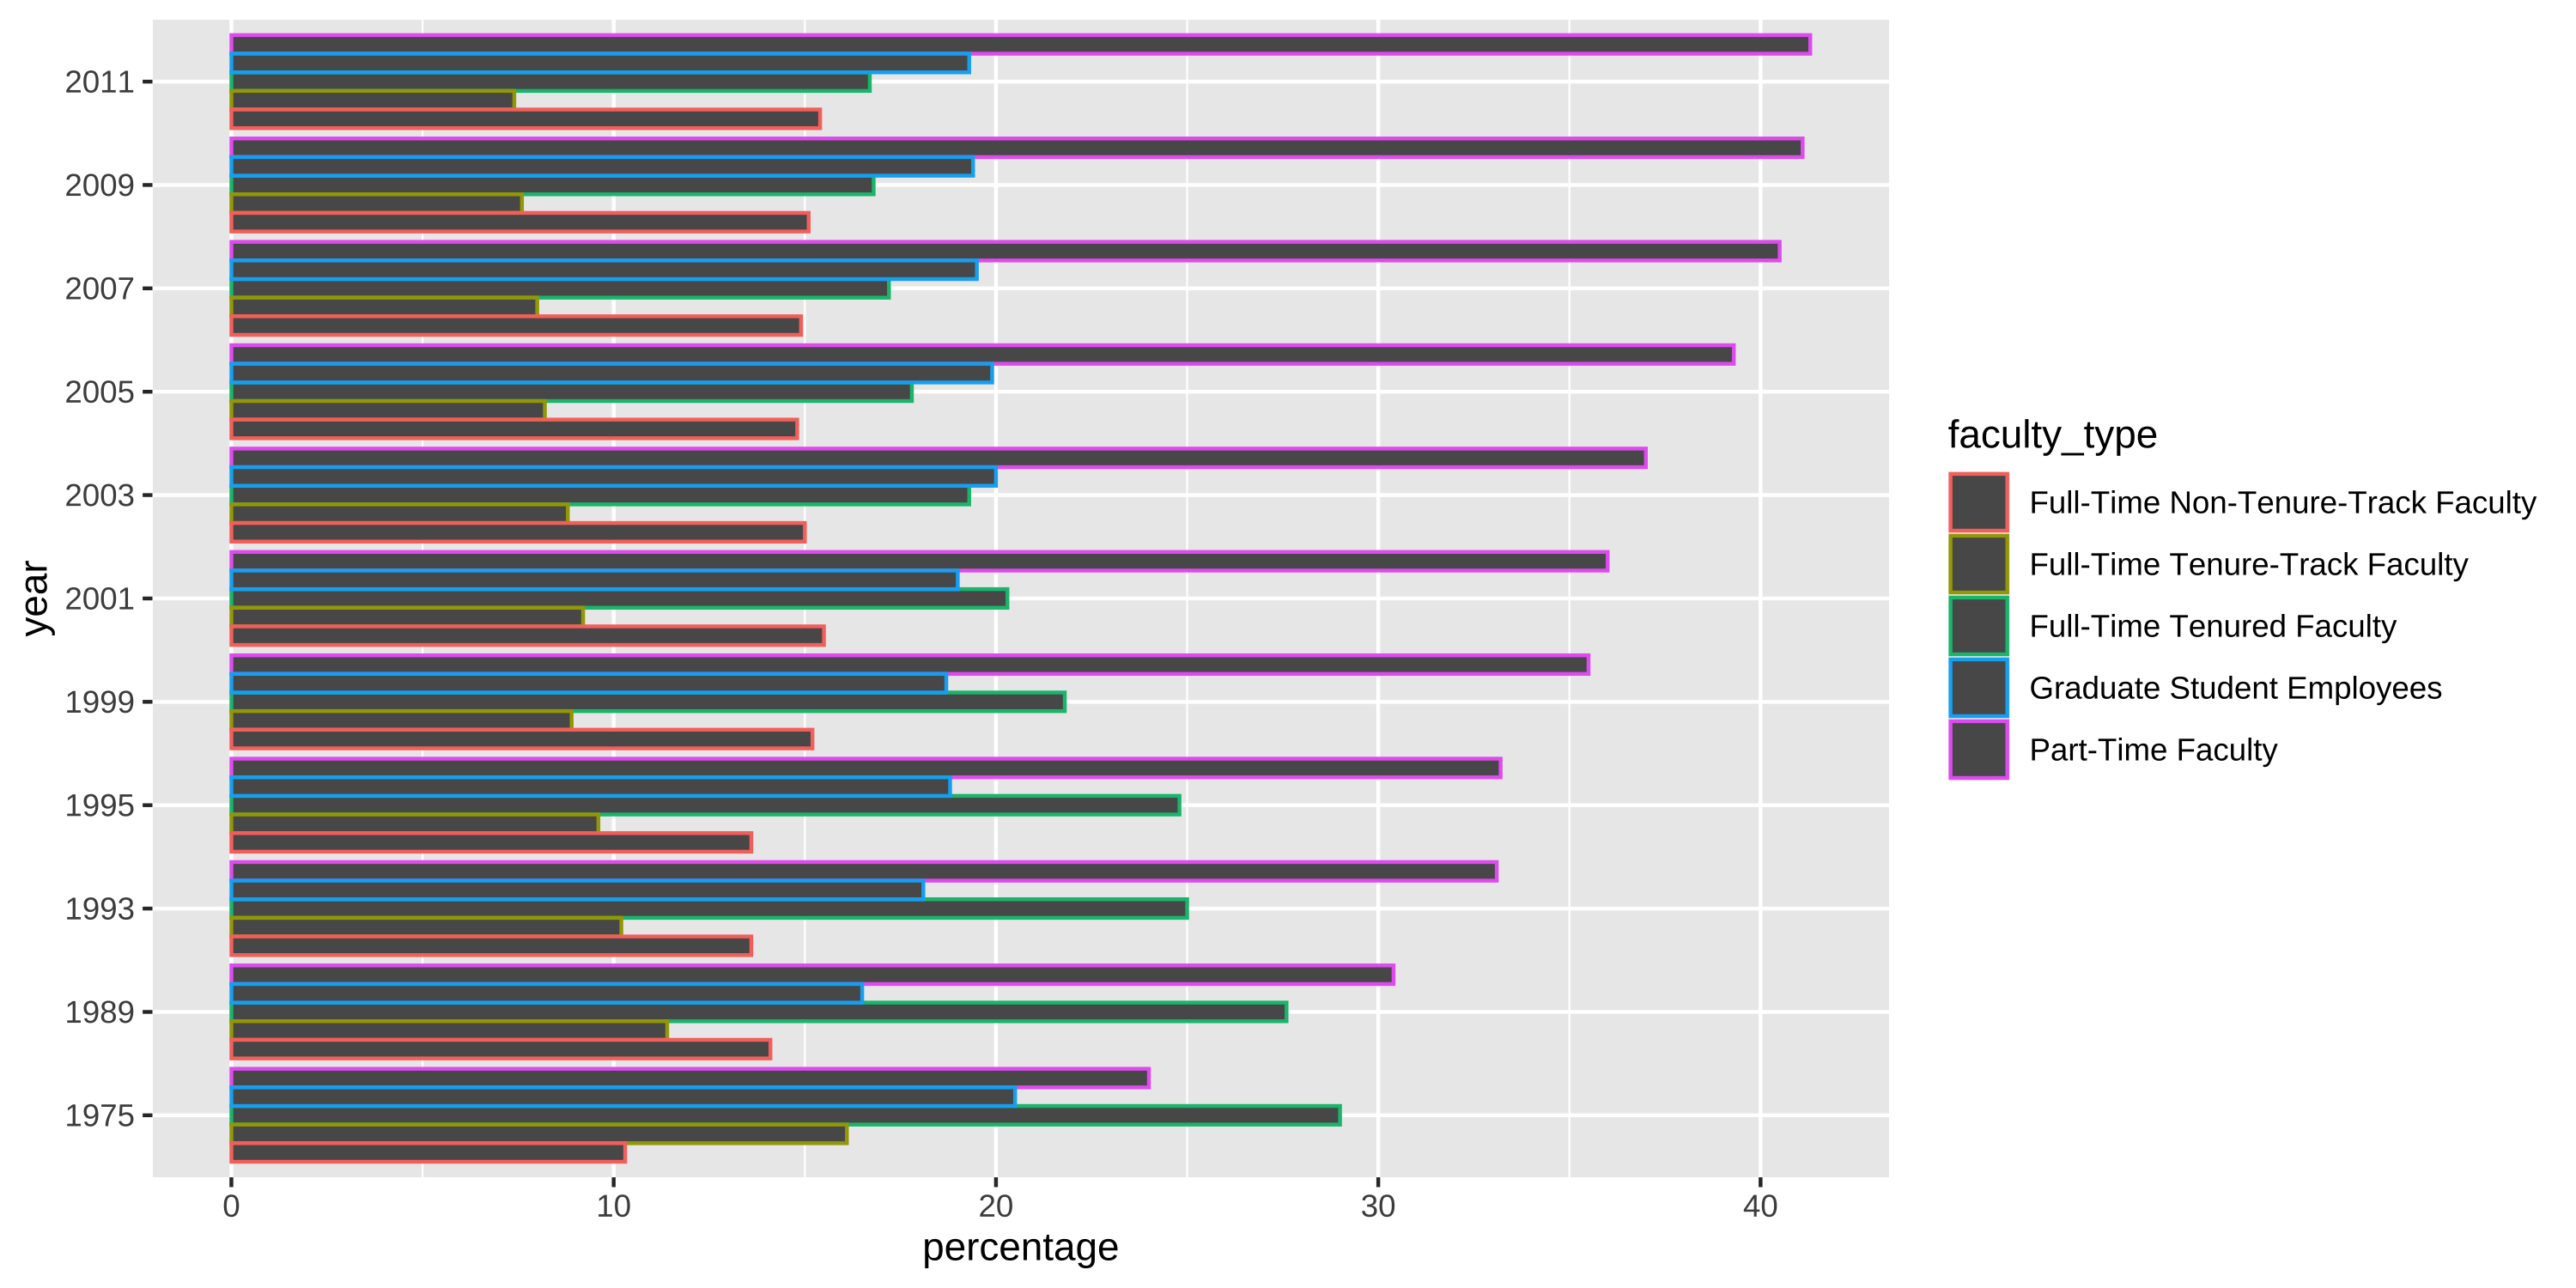 2011
2009
2007
2005
2003
2001
1999
1995
1993
1989
1975
year
0 10 20 30 40
percentage
faculty_type
Full-Time Non-Tenure-Track Faculty
Full-Time Tenure-Track Faculty
Full-Time Tenured Faculty
Graduate Student Employees
Part-Time Faculty